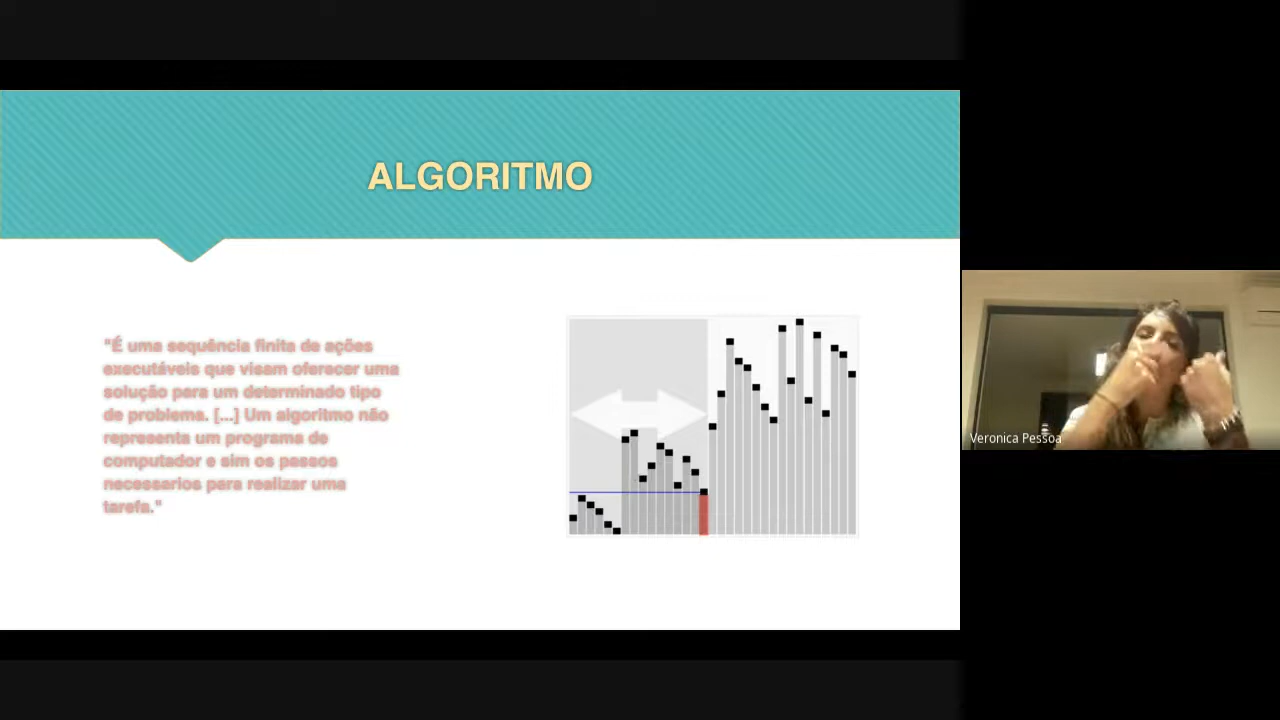 ALGORITMO
"É uma sequência finita de ações
executáveis que visam oferecer uma
solução para um determinado tipo
de problema. [...] Um algoritmo não
representa um programa de
computador e sim os passos
necessarios para realizar uma
tarefa."
Veronica Pessoa